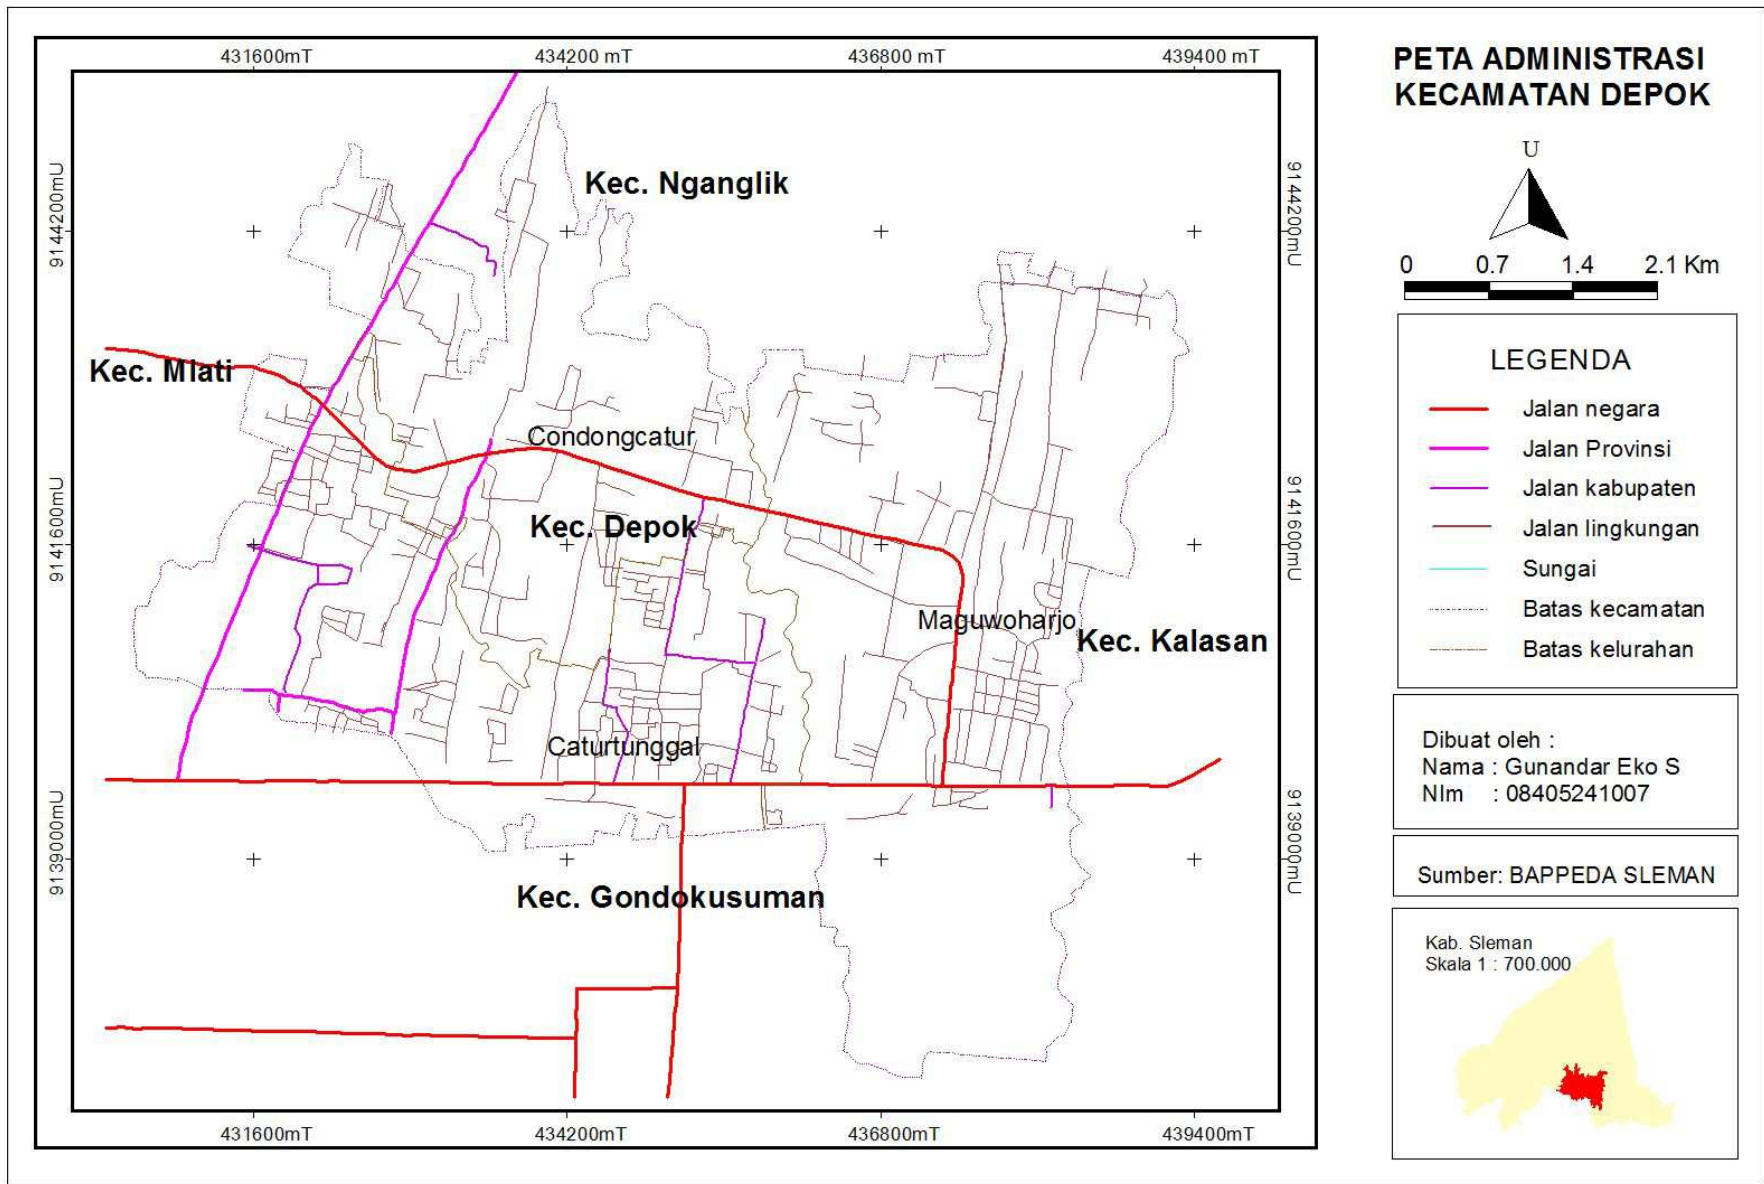 431600mT 434200 mT 436800 mT 439400 mT
9144200mU 9144200mU
Kec. Nganglik
Kec. Mlati
Condongcatur
9141600mU 9141600mU
Kec. Depok
Maguwoharjo
Kec. Kalasan
Caturtunggal
9139000mU 9139000mU
Kec. Gondokusuman
431600mT 434200mT 436800mT 439400mT
PETA ADMINISTRASI
KECAMATAN DEPOK
U
0 0.7 1.4 2.1 Km
LEGENDA
Jalan negara
Jalan Provinsi
Jalan kabupaten
Jalan lingkungan
Sungai
Batas kecamatan
Batas kelurahan
Dibuat oleh :
Nama : Gunandar Eko S
NIm : 08405241007
Sumber: BAPPEDA SLEMAN
Kab. Sleman
Skala 1 : 700.000